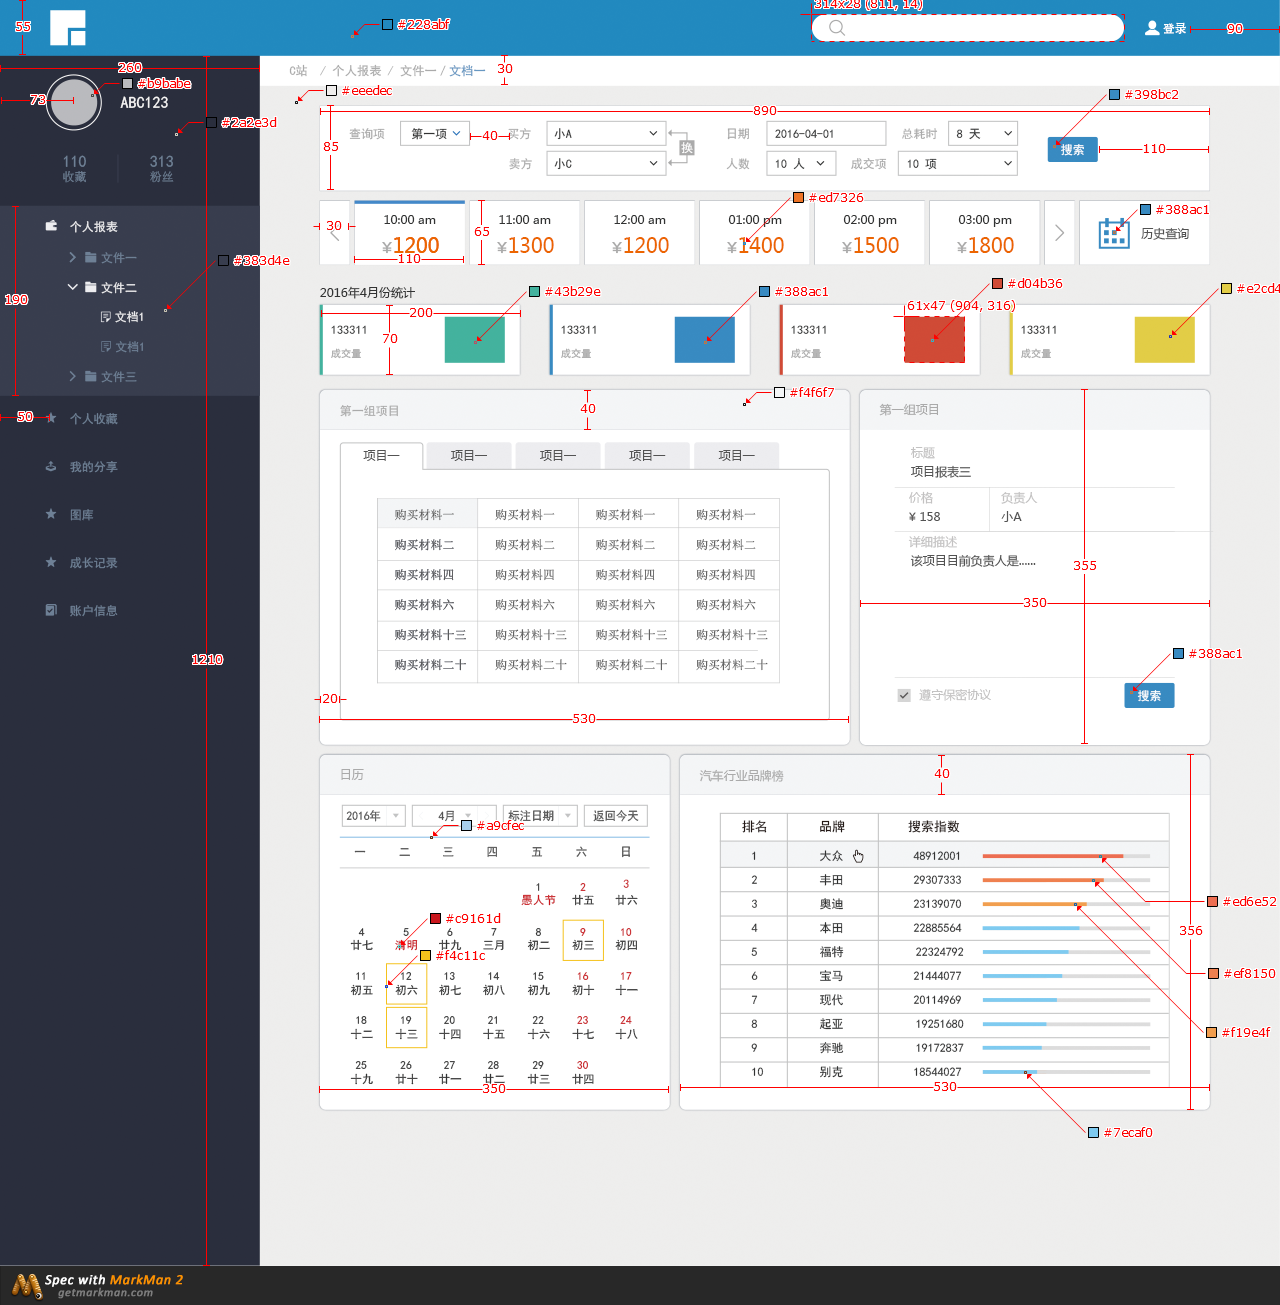 55
#228abf
314x28 (811, 14)
登录
90
260
C站 / 个人报表 / 文件一 / 文档一
30
#b9babe
73
ABC123
#eeedec
#2a2e3d
110
收藏
313
粉丝
890
#398bc2
85
查询项
第一项
40
买方
小A
卖方
小C
换
日期
2016-04-01
总耗时
8 天
人数
10 人
成交项
10 项
搜索
110
190
个人报表
文件一
文件二
文档1
文档1
文件三
#383d4e
50
个人收藏
我的分享
图库
成长记录
账户信息
1210
30
10:00 am
¥1200
110
65
11:00 am
¥1300
12:00 am
¥1200
#ed7326
01:00 pm
¥1400
02:00 pm
¥1500
03:00 pm
¥1800
#388ac1
历史查询
2016年4月份统计
200
70
133311
成交量
#43b29e
133311
成交量
#388ac1
133311
成交量
61x47 (904, 316)
#d04b36
133311
成交量
#e2cd4
第一组项目
40
#f4f6f7
项目一 项目一 项目一 项目一 项目一
购买材料一 购买材料一 购买材料一 购买材料一
购买材料二 购买材料二 购买材料二 购买材料二
购买材料四 购买材料四 购买材料四 购买材料四
购买材料六 购买材料六 购买材料六 购买材料六
购买材料十三 购买材料十三 购买材料十三 购买材料十三
购买材料二十 购买材料二十 购买材料二十 购买材料二十
20
530
第一组项目
标题
项目报表三
价格
¥ 158
负责人
小A
详细描述
该项目目前负责人是......
355
350
#388ac1
遵守保密协议
搜索
日历
2016年 4月 标注日期 返回今天
#a9cfec
一 二 三 四 五 六 日
1 2 3
愚人节 廿五 廿六
#c9161d
4 5 6 7 8 9 10
廿七 清明 廿九 三月 初二 初三 初四
#f4c11c
11 12 13 14 15 16 17
初五 初六 初七 初八 初九 初十 十一
18 19 20 21 22 23 24
十二 十三 十四 十五 十六 十七 十八
25 26 27 28 29 30
十九 廿十 廿一 廿二 廿三 廿四
350
汽车行业品牌榜
40
排名 品牌 搜索指数
1 大众 48912001
2 丰田 29307333
3 奥迪 23139070
4 本田 22885564
5 福特 22324792
6 宝马 21444077
7 现代 20114969
8 起亚 19251680
9 奔驰 19172837
10 别克 18544027
530
356
#ed6e52
#ef8150
#f19e4f
#7ecaf0
Spec with MarkMan 2
getmarkman.com